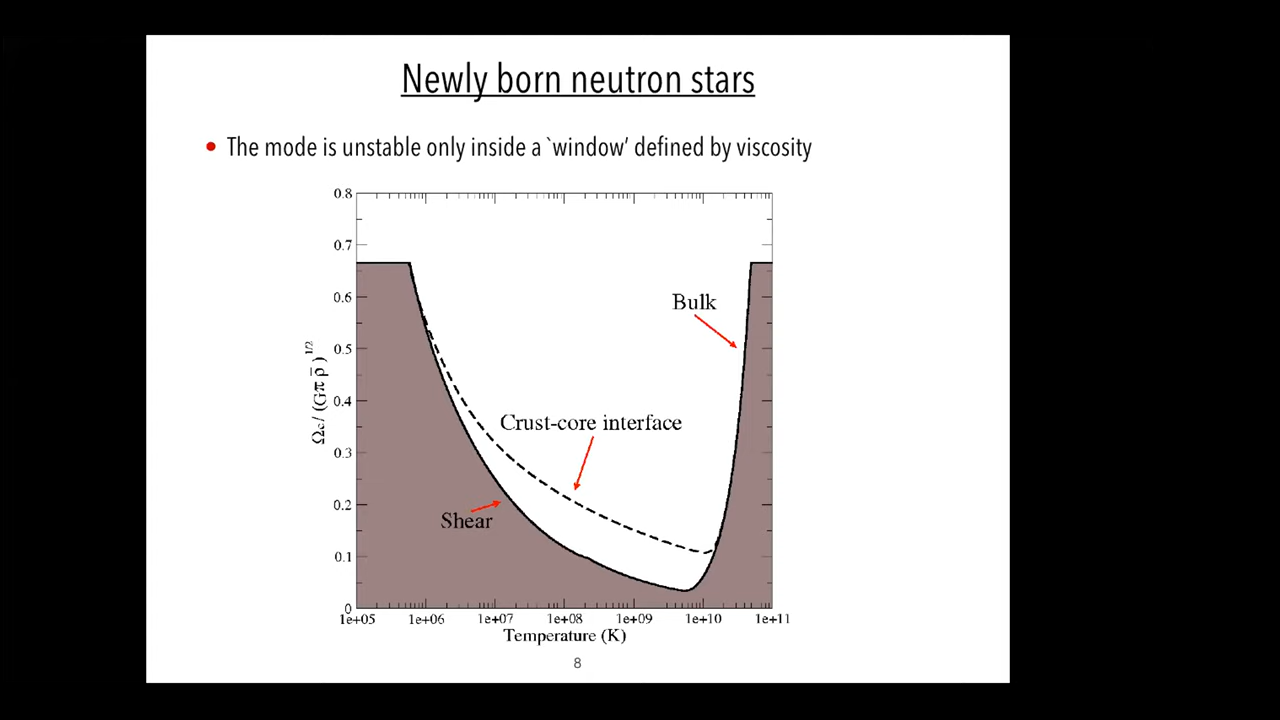 Newly born neutron stars
• The mode is unstable only inside a `window’ defined by viscosity
0.8
0.7
0.6
0.5
0.4
0.3
0.2
0.1
0
Ωc/ (Gπ ρ̄ )^1/2
Bulk
Crust-core interface
Shear
1e+05 1e+06 1e+07 1e+08 1e+09 1e+10 1e+11
Temperature (K)
8